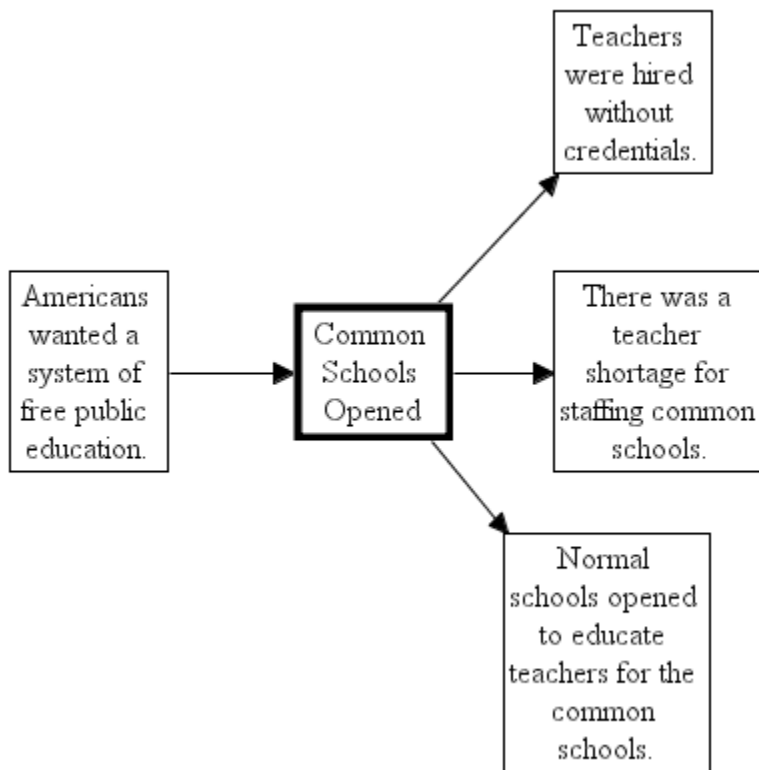 Teachers
were hired
without
credentials.
Americans
wanted a
system of
free public
education.
Common
Schools
Opened
There was a
teacher
shortage for
staffing common
schools.
Normal
schools opened
to educate
teachers for the
common
schools.